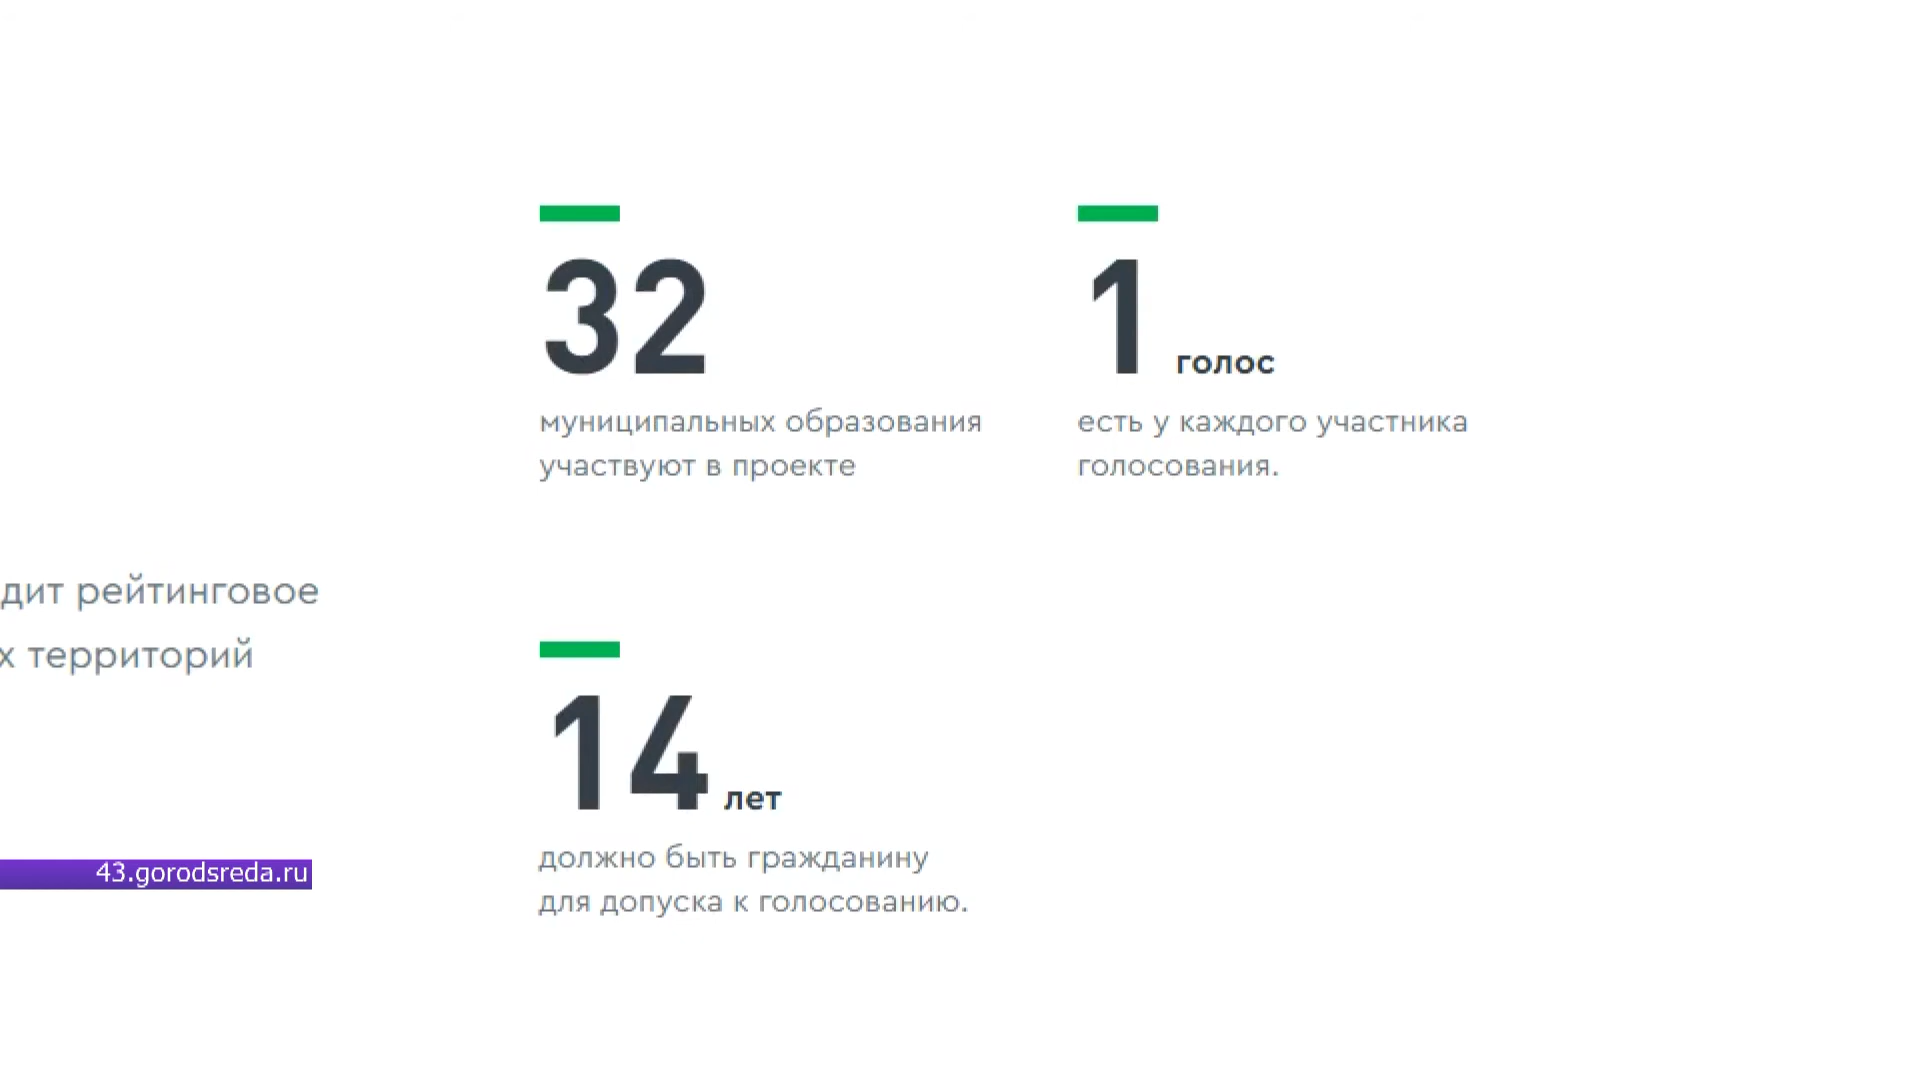 32
муниципальных образования
участвуют в проекте
1 голос
есть у каждого участника
голосования.
дит рейтинговое
х территорий
14 лет
должно быть гражданину
для допуска к голосованию.
43.gorodsreda.ru